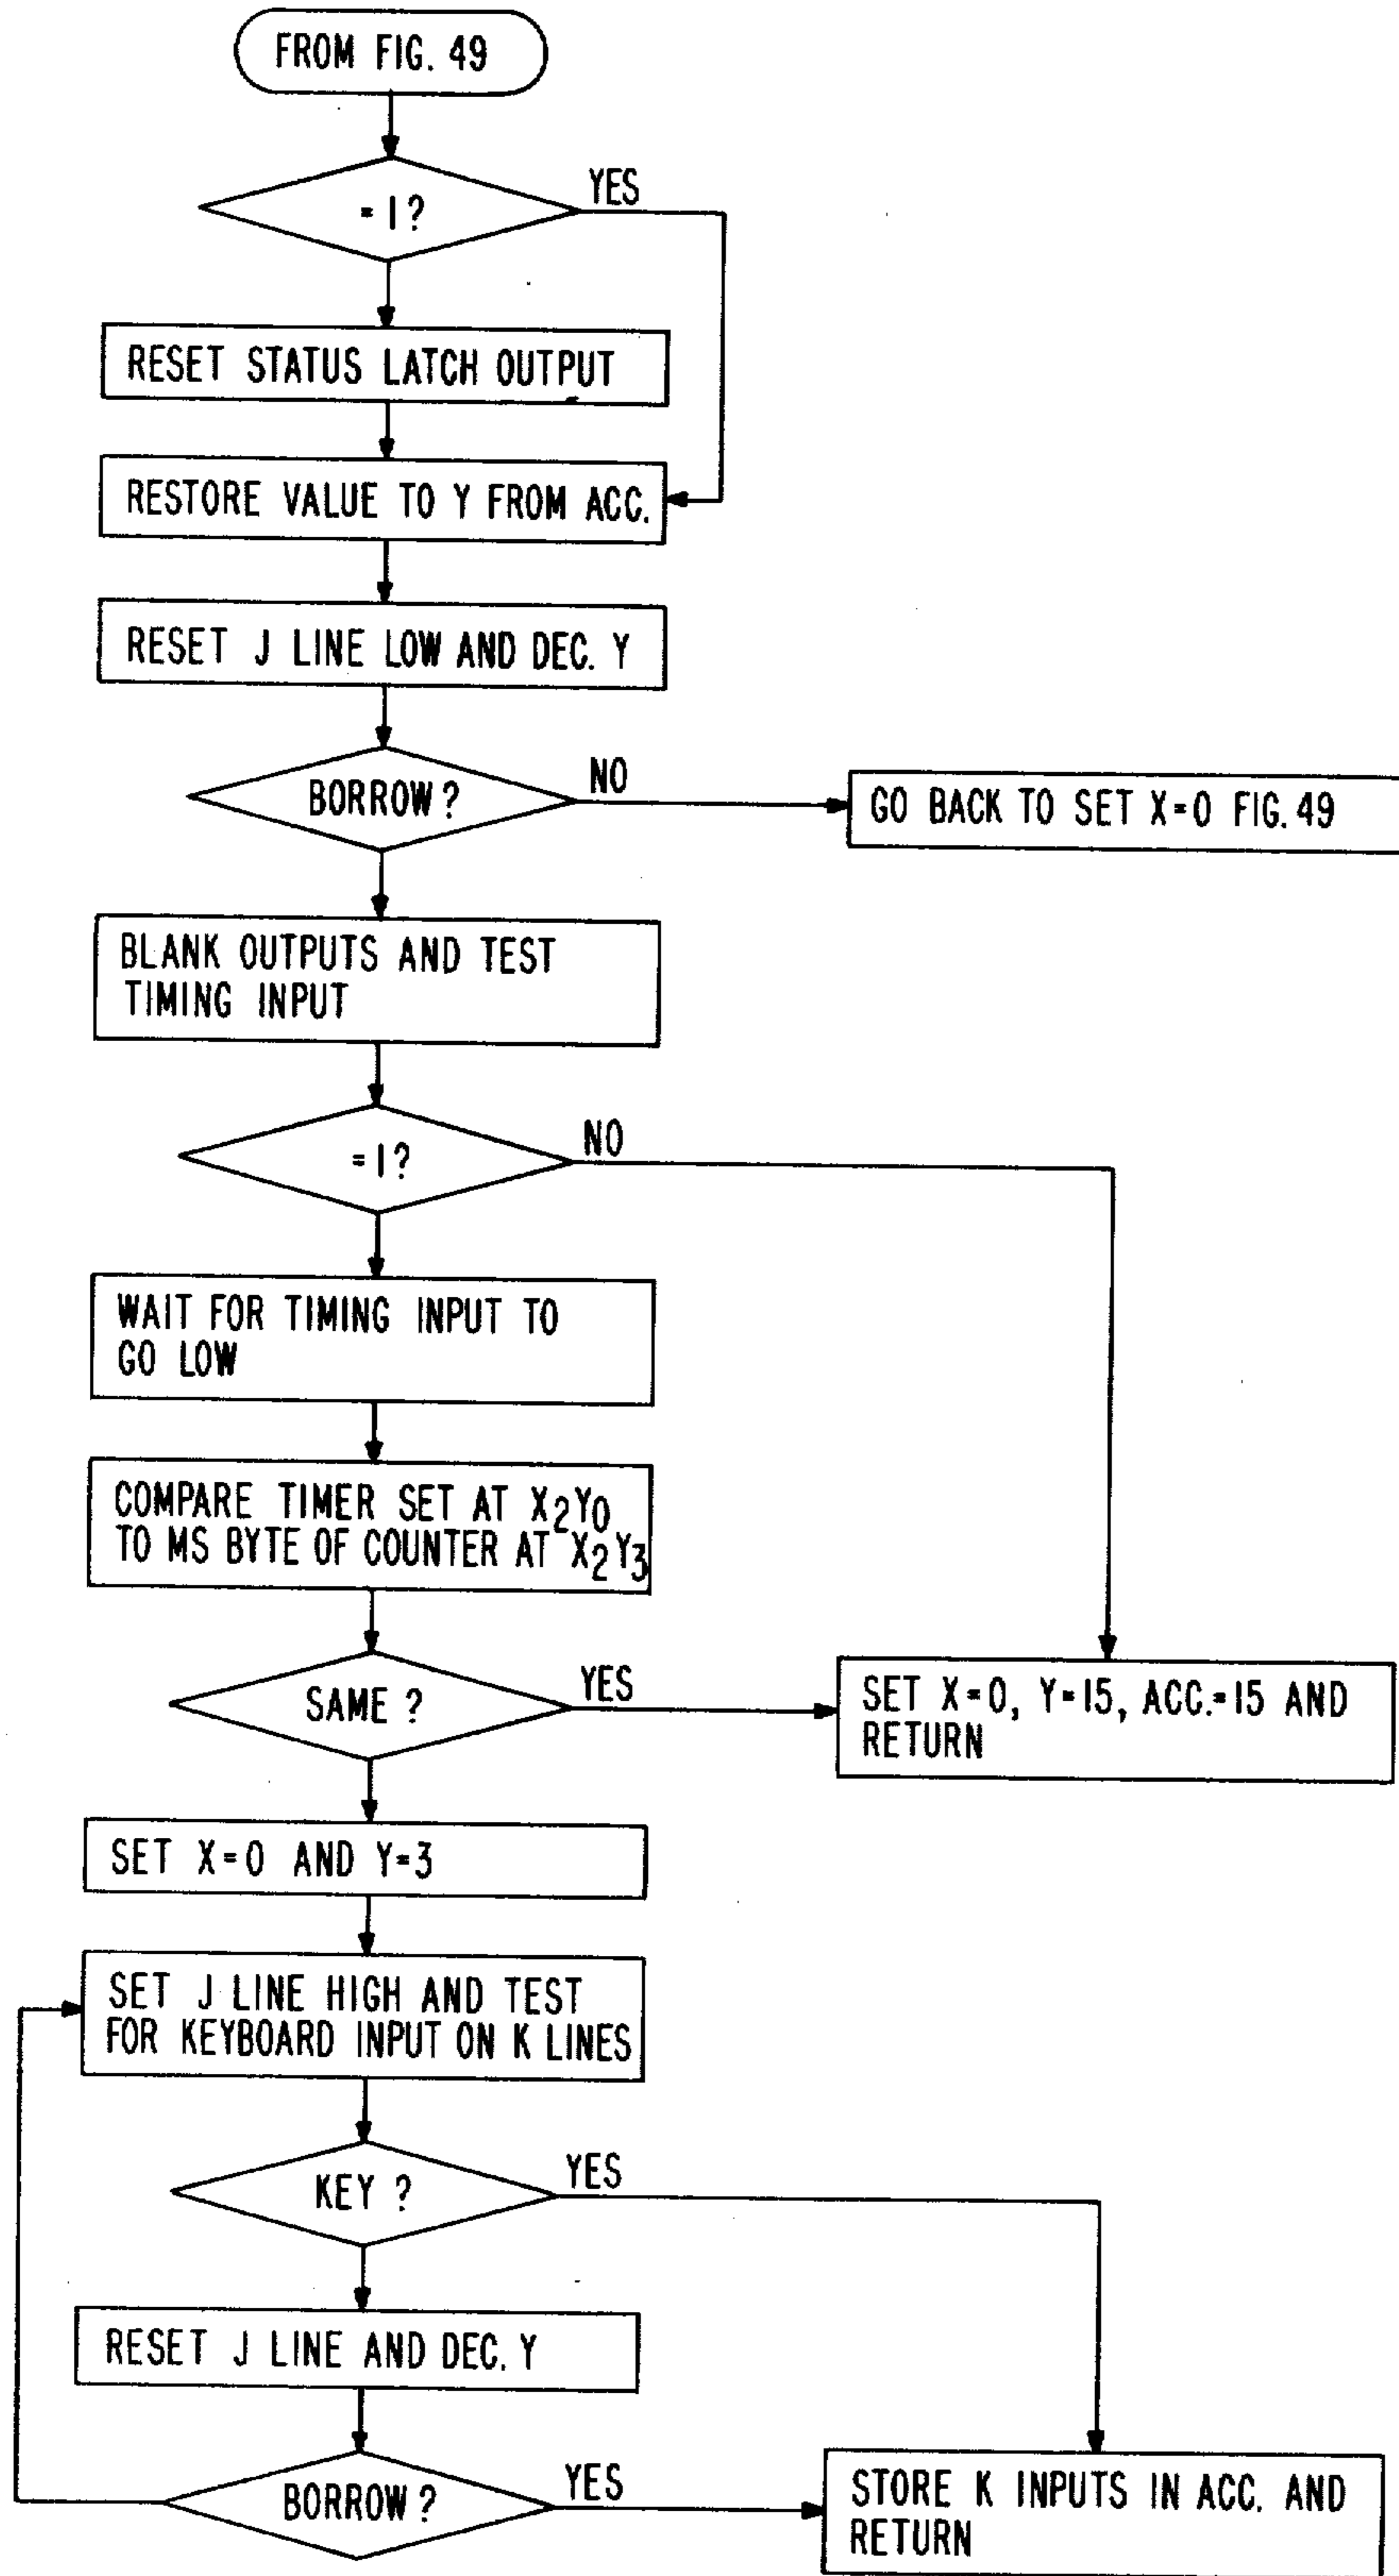 FROM FIG. 49
= 1 ?
YES
RESET STATUS LATCH OUTPUT
RESTORE VALUE TO Y FROM ACC.
RESET J LINE LOW AND DEC. Y
BORROW ?
NO
GO BACK TO SET X=0 FIG. 49
BLANK OUTPUTS AND TEST
TIMING INPUT
= 1 ?
NO
WAIT FOR TIMING INPUT TO
GO LOW
COMPARE TIMER SET AT X2Y0
TO MS BYTE OF COUNTER AT X2Y3
SAME ?
YES
SET X=0, Y=15, ACC.=15 AND
RETURN
SET X=0 AND Y=3
SET J LINE HIGH AND TEST
FOR KEYBOARD INPUT ON K LINES
KEY ?
YES
RESET J LINE AND DEC. Y
BORROW ?
YES
STORE K INPUTS IN ACC. AND
RETURN